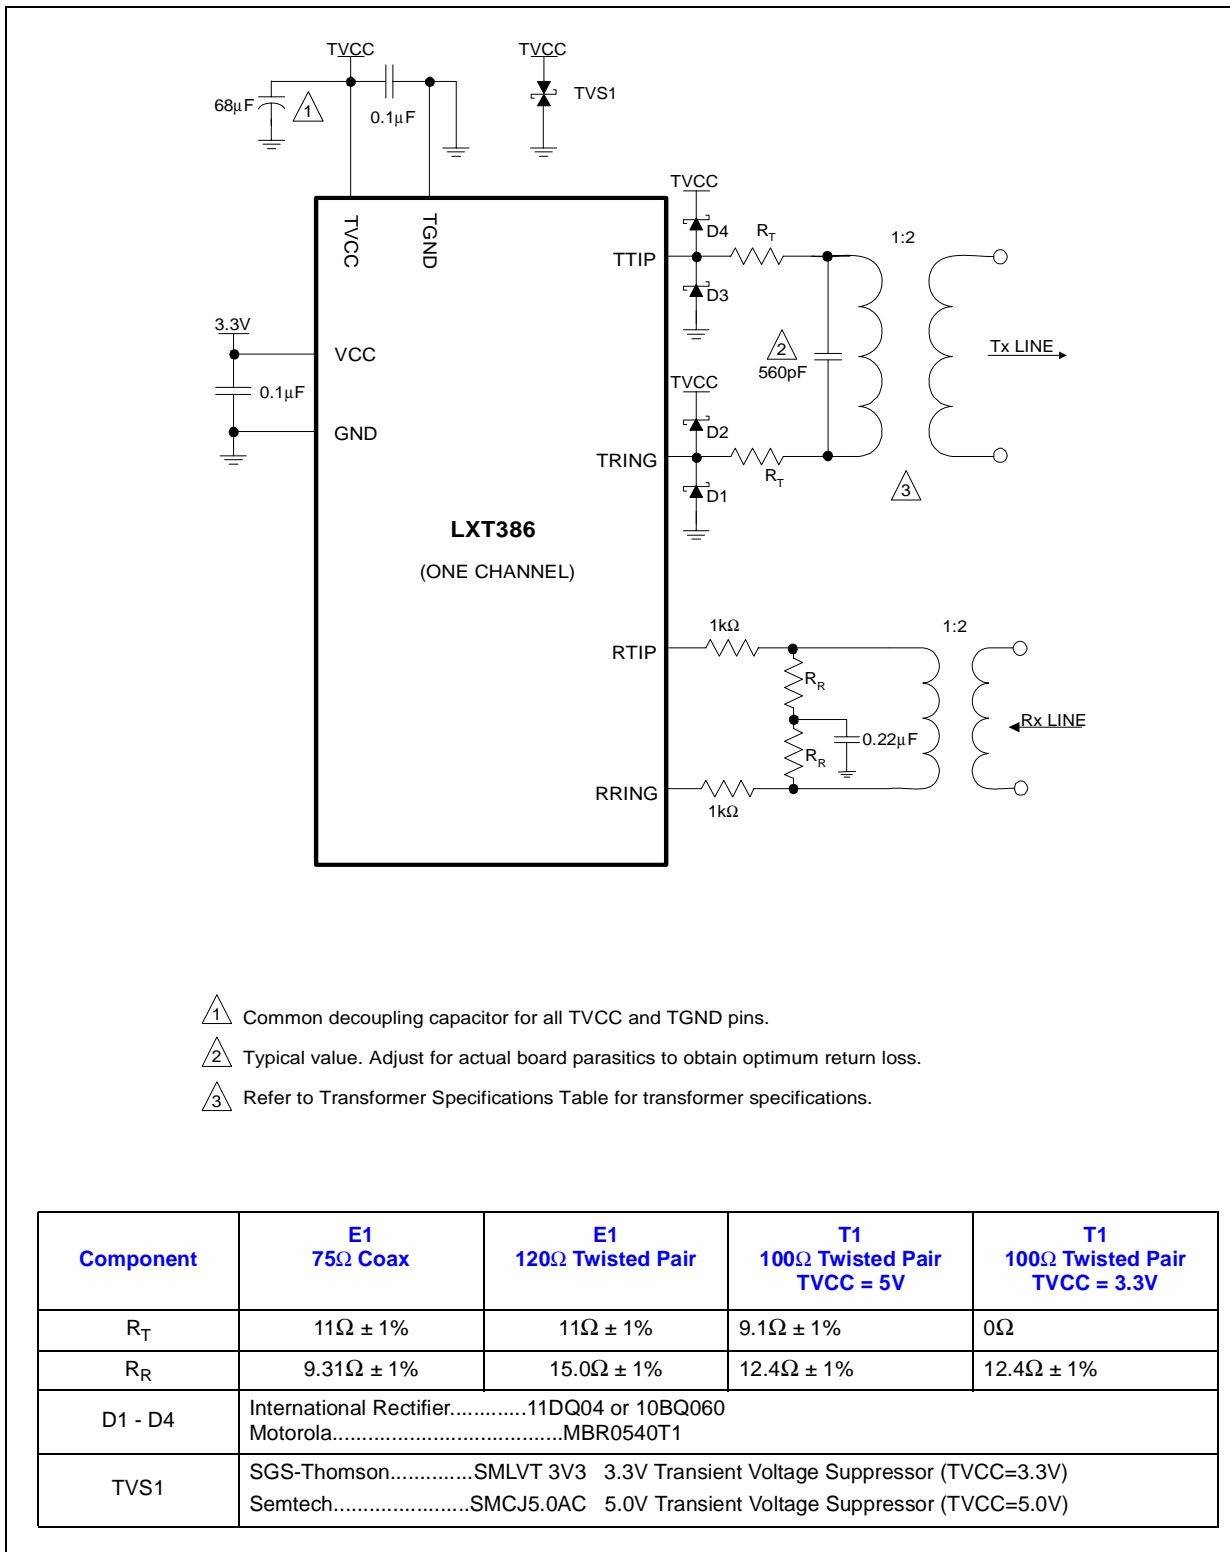 TVCC
TVCC
68µF
1
0.1µF
TVS1
TVCC
TGND
TVCC
D4
R_T
1:2
TTIP
D3
3.3V
VCC
2
560pF
Tx LINE
0.1µF
TVCC
GND
D2
TRING
R_T
3
D1
LXT386
(ONE CHANNEL)
1kΩ
1:2
RTIP
R_R
Rx LINE
0.22µF
R_R
RRING
1kΩ
1 Common decoupling capacitor for all TVCC and TGND pins.
2 Typical value. Adjust for actual board parasitics to obtain optimum return loss.
3 Refer to Transformer Specifications Table for transformer specifications.
Component
E1
75Ω Coax
E1
120Ω Twisted Pair
T1
100Ω Twisted Pair
TVCC = 5V
T1
100Ω Twisted Pair
TVCC = 3.3V
R_T 11Ω ± 1% 11Ω ± 1% 9.1Ω ± 1% 0Ω
R_R 9.31Ω ± 1% 15.0Ω ± 1% 12.4Ω ± 1% 12.4Ω ± 1%
D1 - D4
International Rectifier.............11DQ04 or 10BQ060
Motorola.......................................MBR0540T1
TVS1
SGS-Thomson..............SMLVT 3V3 3.3V Transient Voltage Suppressor (TVCC=3.3V)
Semtech.......................SMCJ5.0AC 5.0V Transient Voltage Suppressor (TVCC=5.0V)